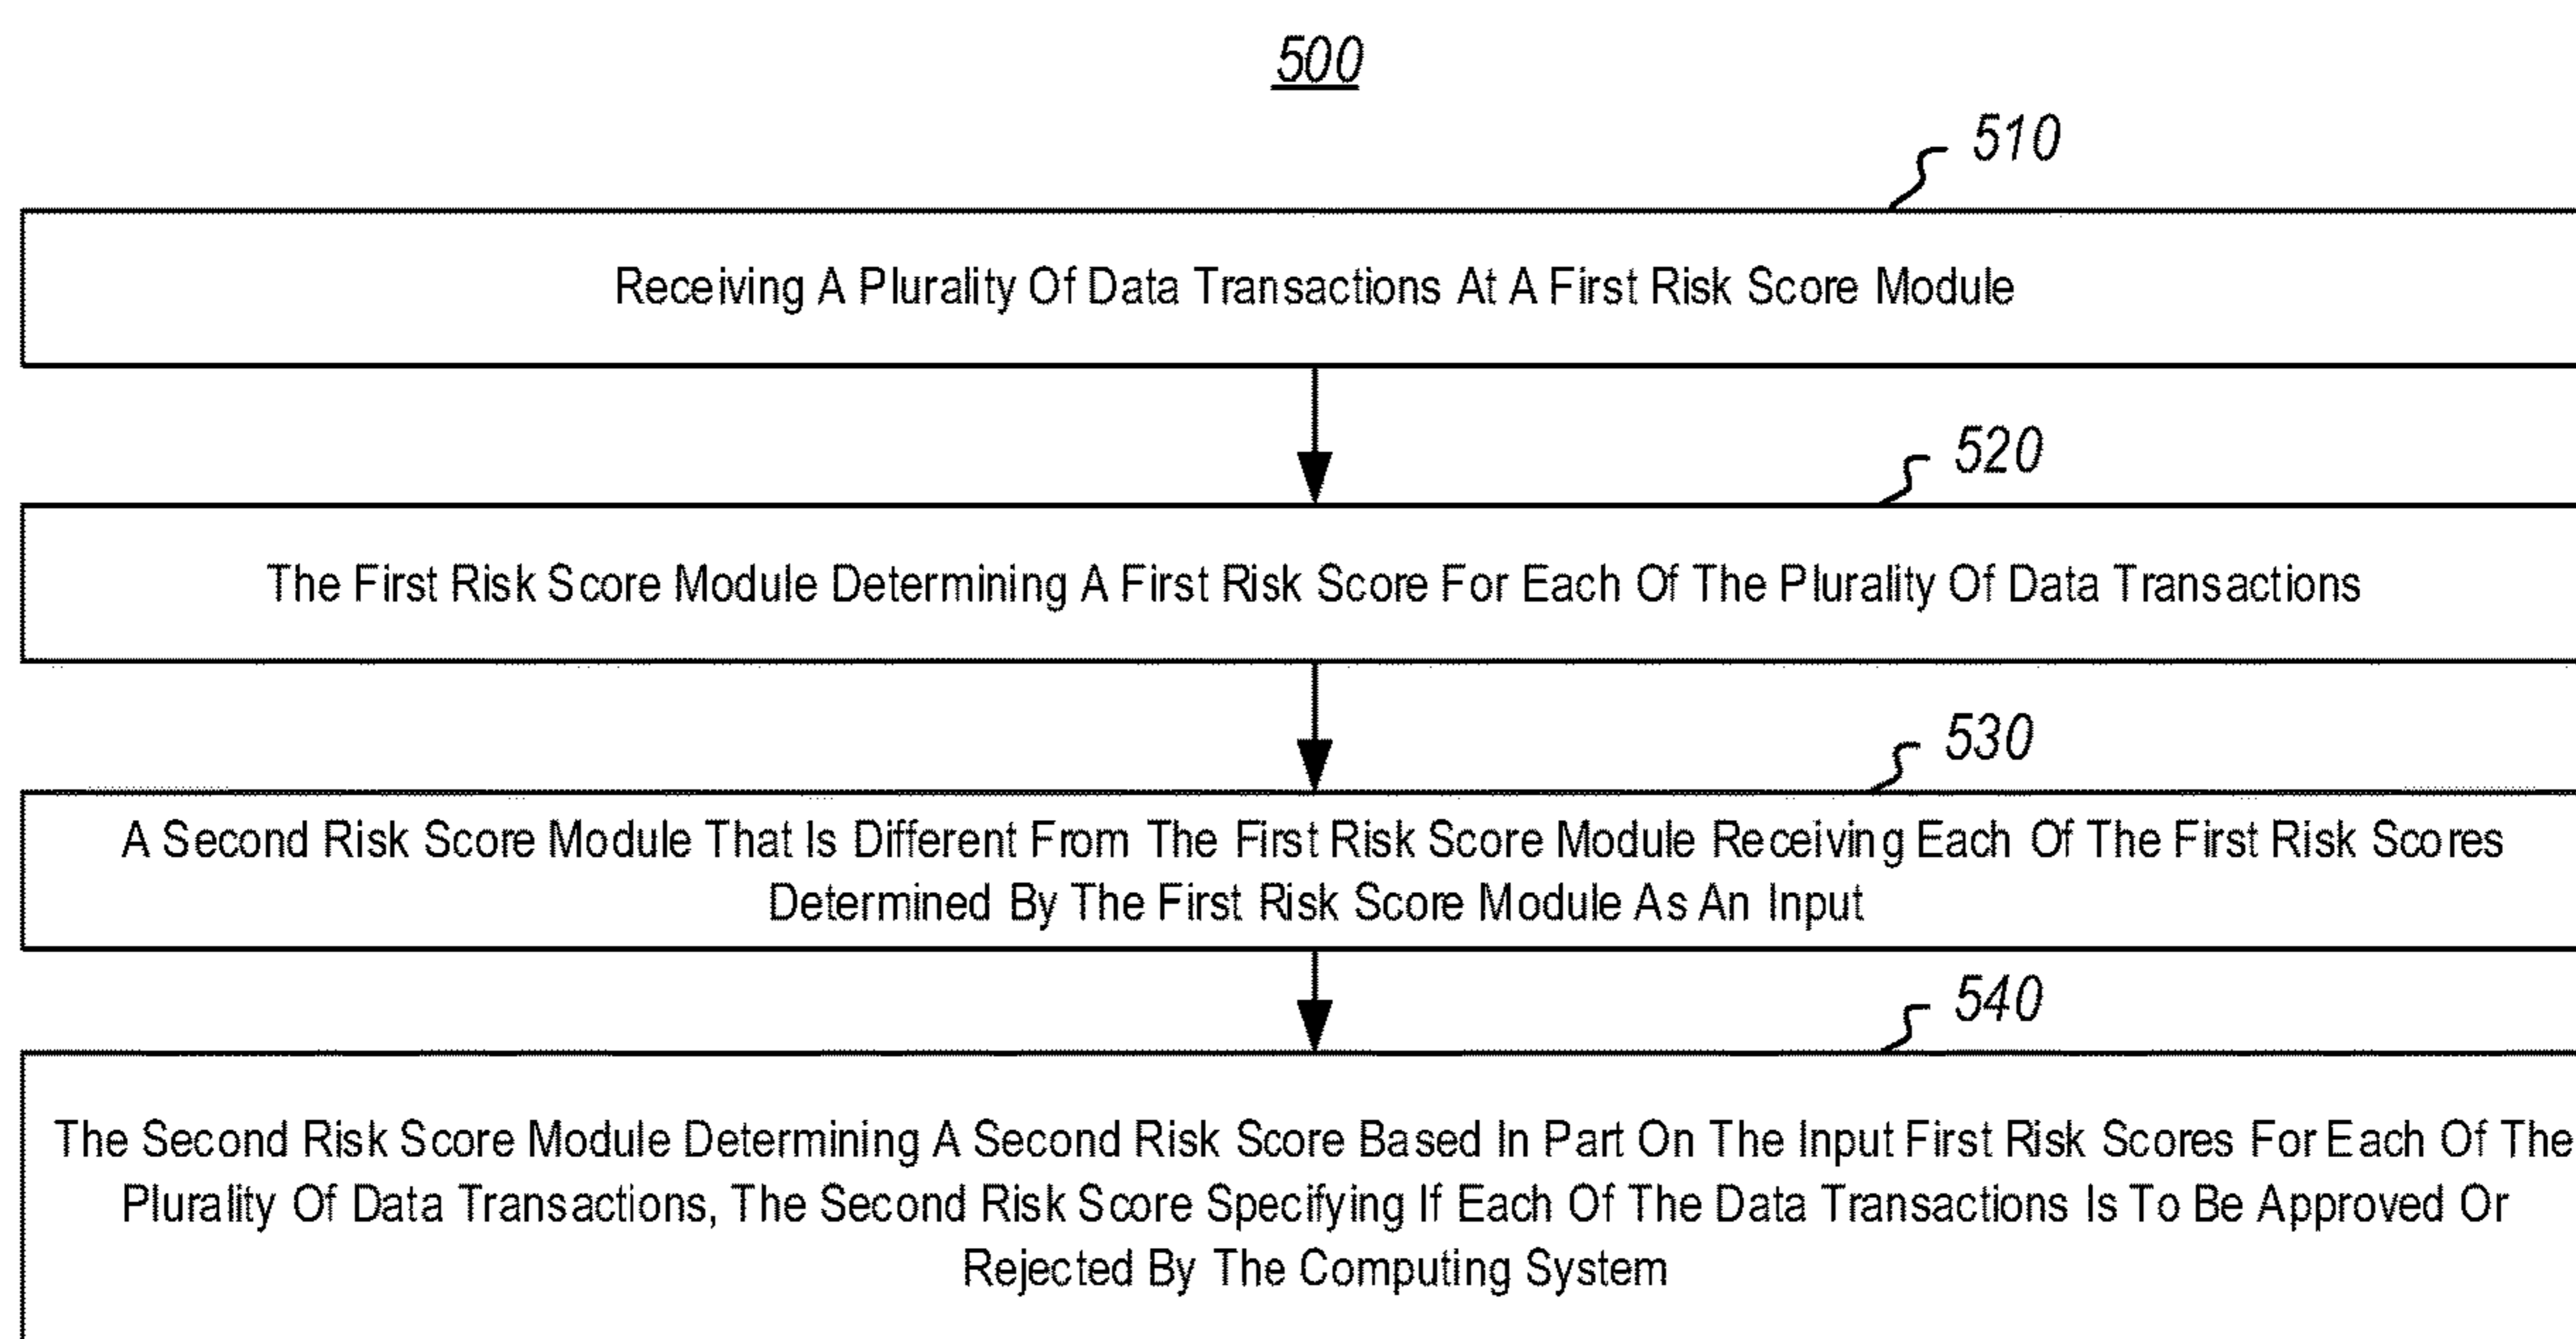 500
510
Receiving A Plurality Of Data Transactions At A First Risk Score Module
520
The First Risk Score Module Determining A First Risk Score For Each Of The Plurality Of Data Transactions
530
A Second Risk Score Module That Is Different From The First Risk Score Module Receiving Each Of The First Risk Scores
Determined By The First Risk Score Module As An Input
540
The Second Risk Score Module Determining A Second Risk Score Based In Part On The Input First Risk Scores For Each Of The
Plurality Of Data Transactions, The Second Risk Score Specifying If Each Of The Data Transactions Is To Be Approved Or
Rejected By The Computing System